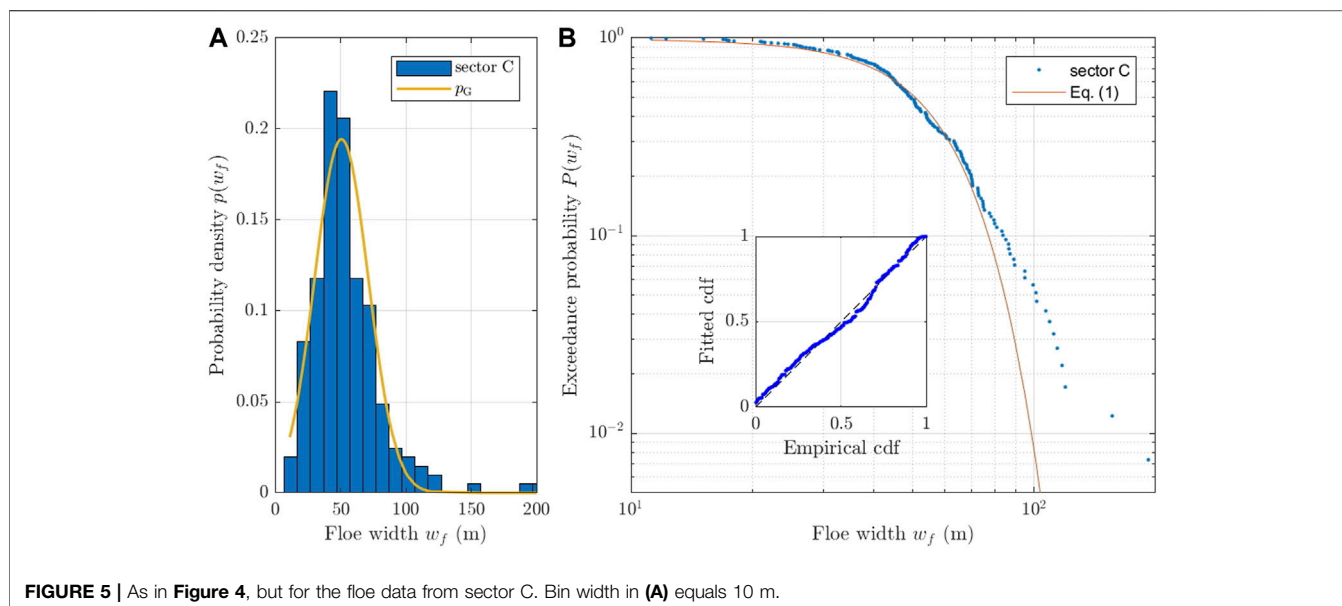 A
0.25
0.2
0.15
0.1
0.05
0
0
50
100
150
200
Probability density p(w_f)
Floe width w_f (m)
sector C
p_G
B
10^0
10^-1
10^-2
10^1
10^2
Exceedance probability P(w_f)
Floe width w_f (m)
sector C
Eq. (1)
1
0.5
0
0
0.5
1
Fitted cdf
Empirical cdf
FIGURE 5 | As in Figure 4, but for the floe data from sector C. Bin width in (A) equals 10 m.